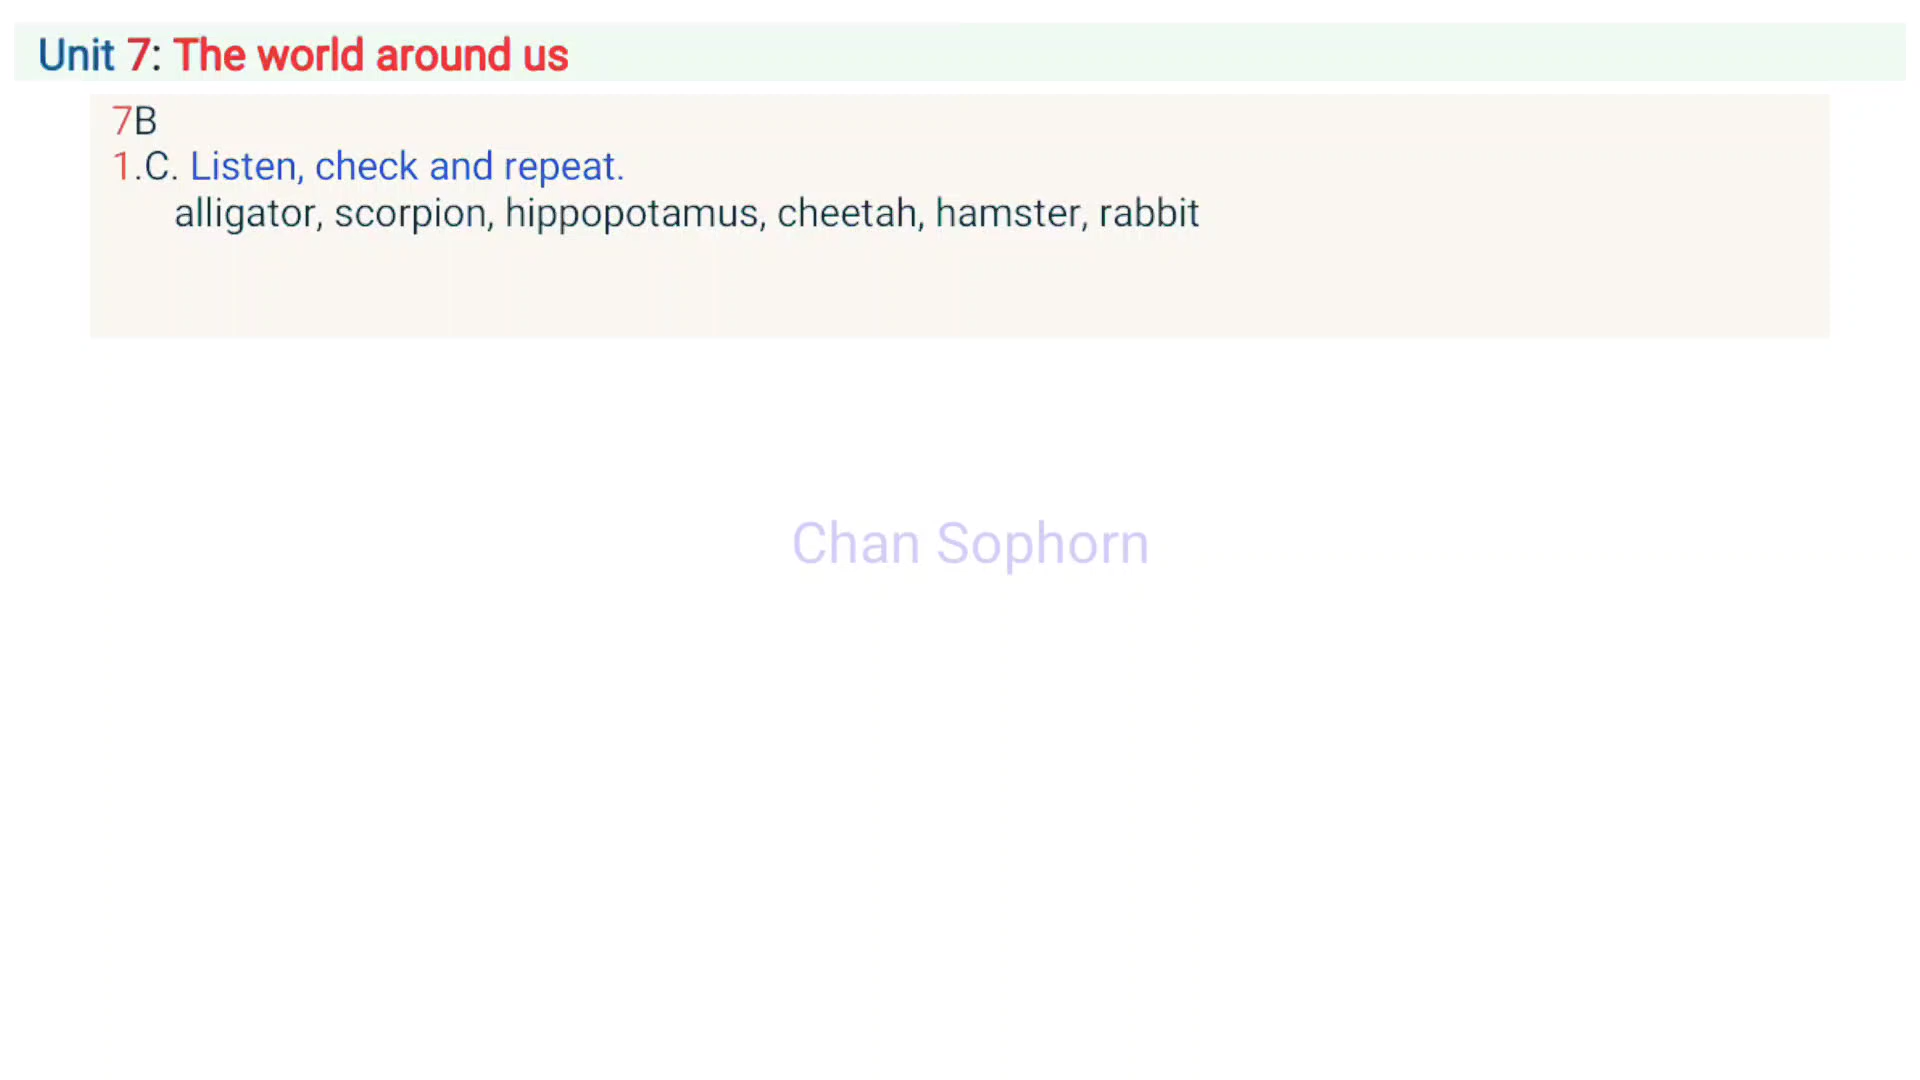 Unit 7: The world around us
7B
1.C. Listen, check and repeat.
alligator, scorpion, hippopotamus, cheetah, hamster, rabbit
Chan Sophorn